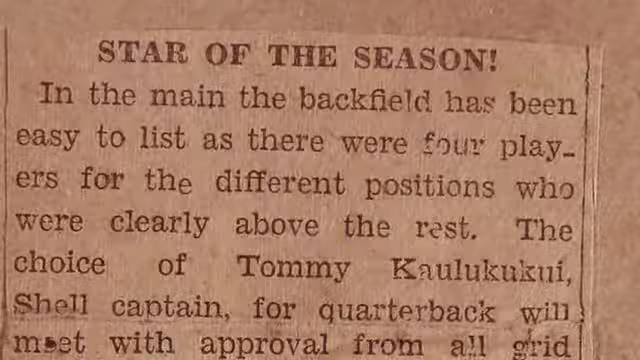 STAR OF THE SEASON!
In the main the backfield has been
easy to list as there were four play-
ers for the different positions who
were clearly above the rest. The
choice of Tommy Kaulukukui,
Shell captain, for quarterback will
meet with approval from all grid